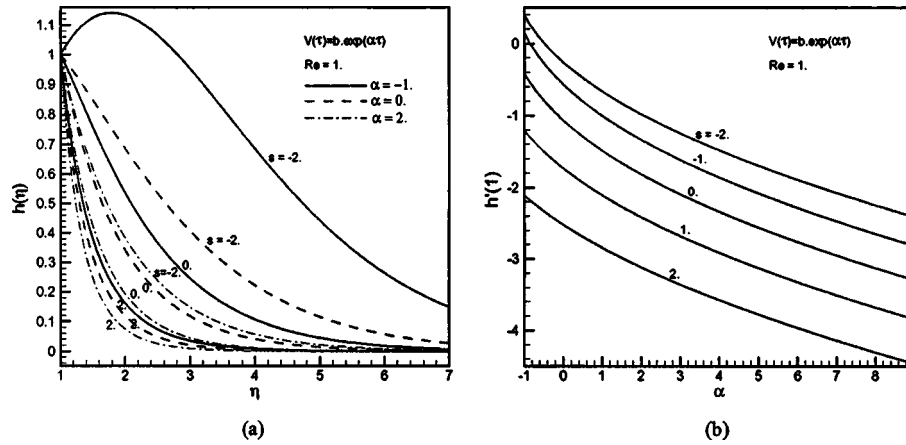 V(τ)=b.exp(ατ)
Re = 1.
α = -1.
α = 0.
α = 2.
s = -2.
s = -2.
s=-2.
0.
0.
0.
2.
2.
2.
h(η)
1
0.9
0.8
0.7
0.6
0.5
0.4
0.3
0.2
0.1
0
1
2
3
4
5
6
7
η
(a)
V(τ)=b.exp(ατ)
Re = 1.
s = -2.
-1.
0.
1.
2.
h'(1)
0
-1
-2
-3
-4
-1
0
1
2
3
4
5
6
7
8
α
(b)